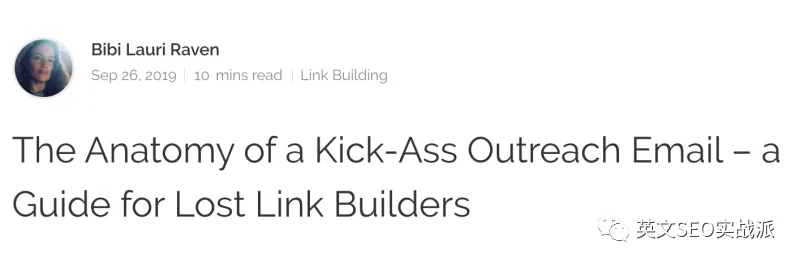 Bibi Lauri Raven
Sep 26, 2019 | 10 mins read | Link Building
The Anatomy of a Kick-Ass Outreach Email – a
Guide for Lost Link Builders
英文SEO实战派